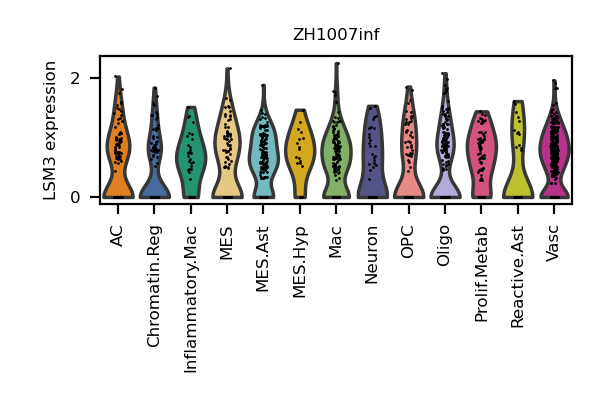 ZH1007inf
LSM3 expression
2
0
AC
Chromatin.Reg
Inflammatory.Mac
MES
MES.Ast
MES.Hyp
Mac
Neuron
OPC
Oligo
Prolif.Metab
Reactive.Ast
Vasc